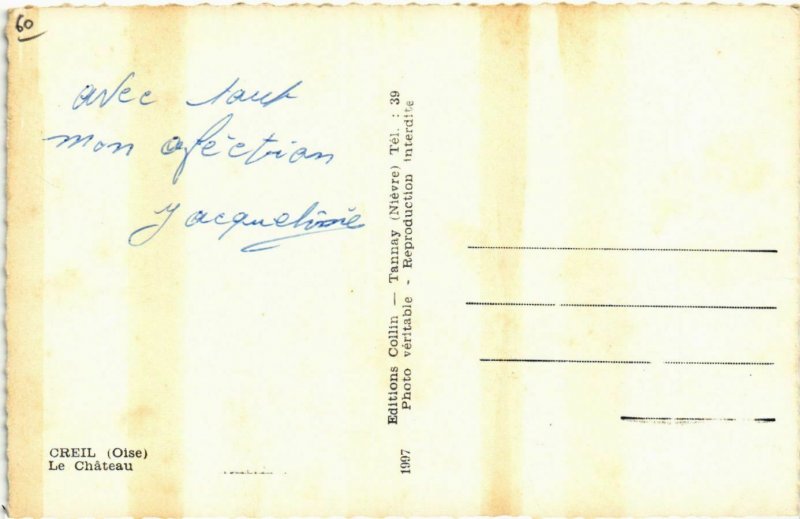 60
avec tout
mon aféction
Jacqueline
Editions Collin — Tannay (Nièvre) Tél. : 39
Photo véritable - Reproduction interdite
1997
CREIL (Oise)
Le Château